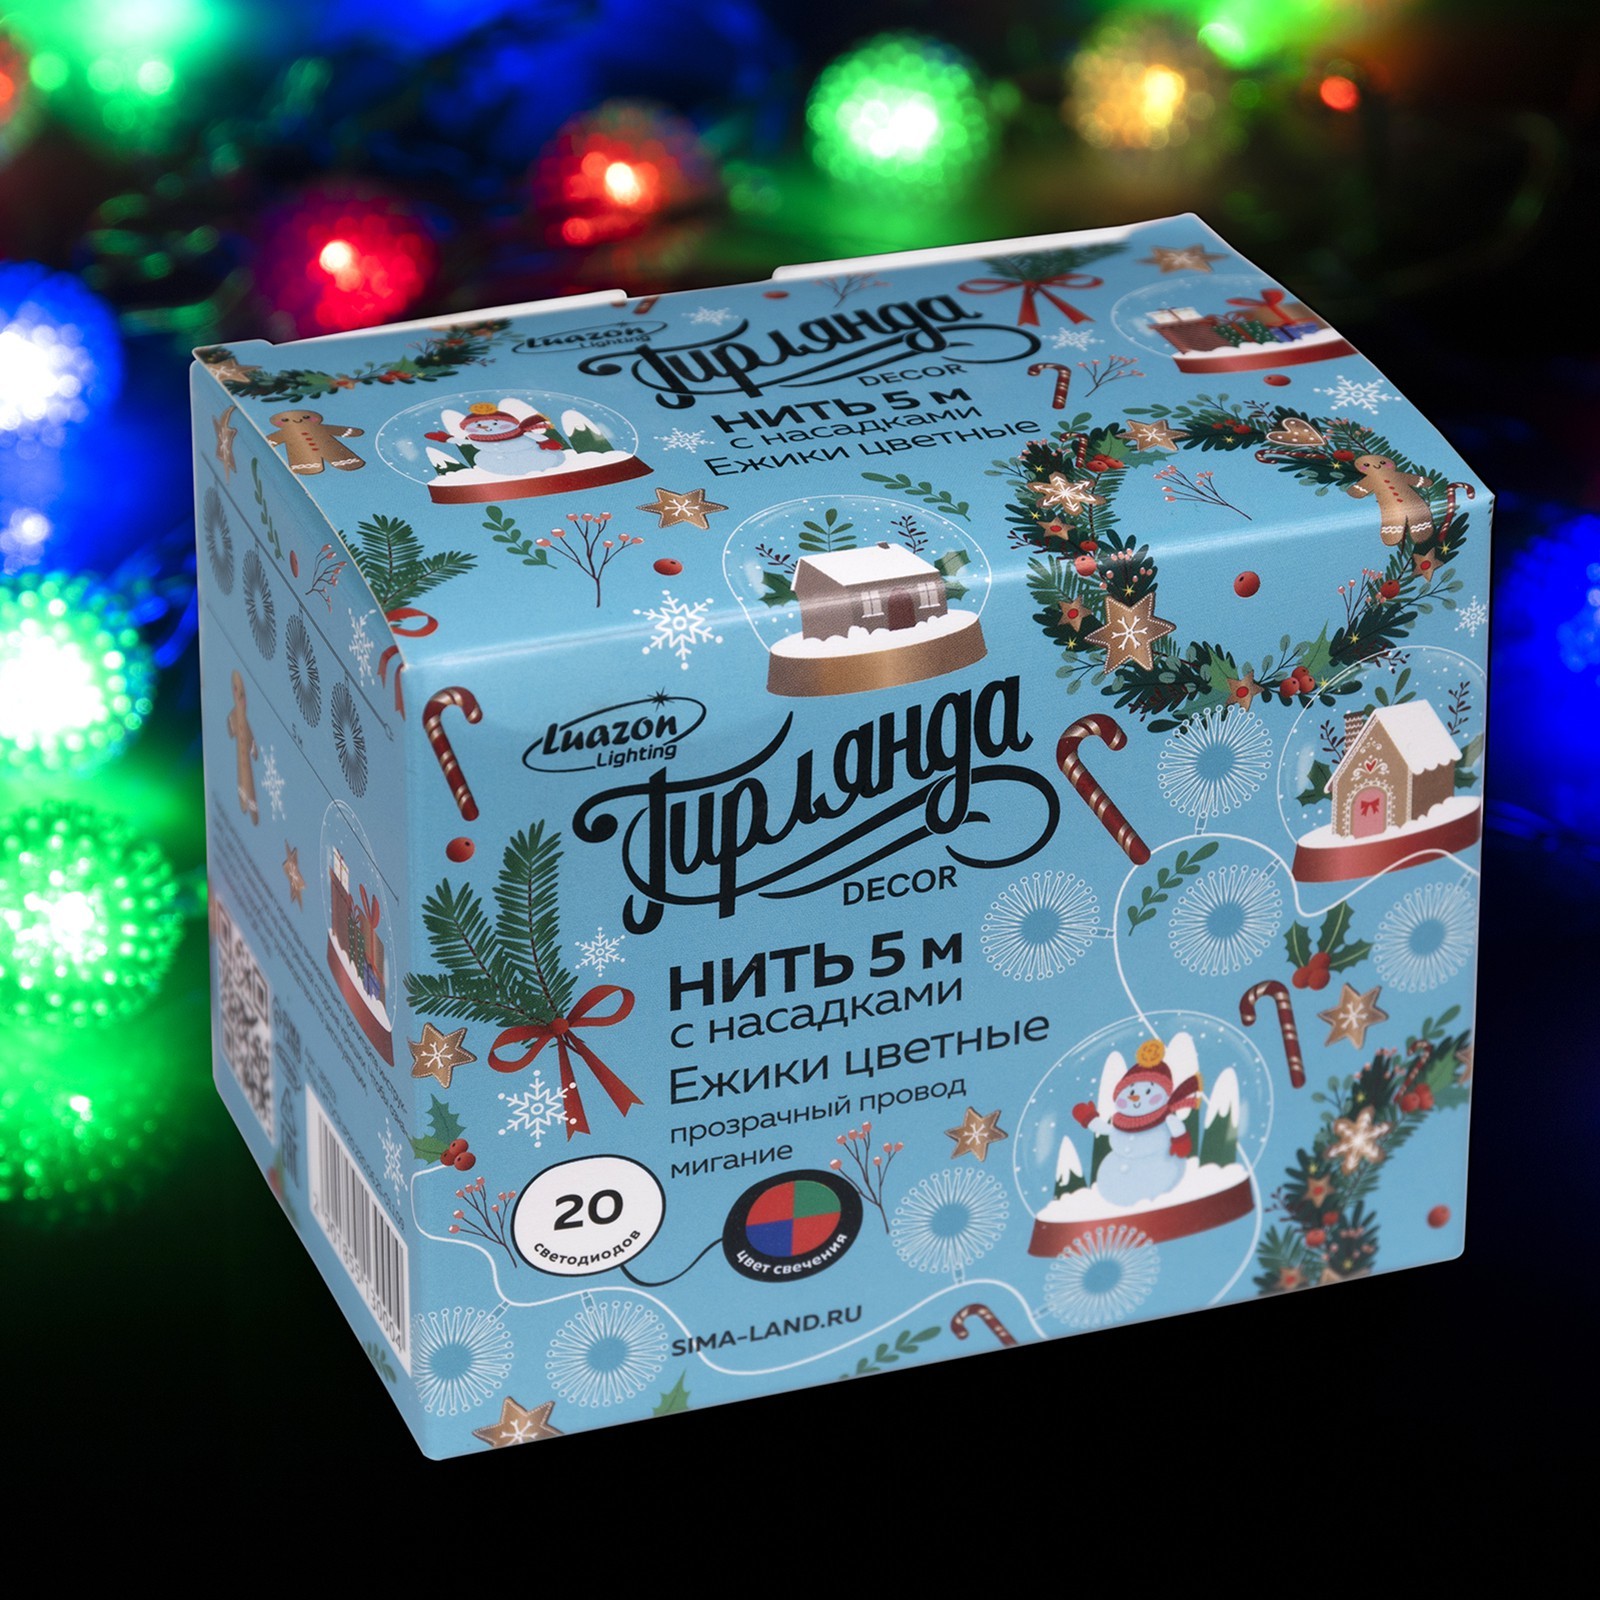 Luazon
Lighting
Гирлянда
DECOR
НИТЬ 5 м
с насадками
Ежики цветные
Luazon
Lighting
Гирлянда
DECOR
НИТЬ 5 м
с насадками
Ежики цветные
прозрачный провод
мигание
20
светодиодов
цвет свечения
SIMA-LAND.RU
5 м